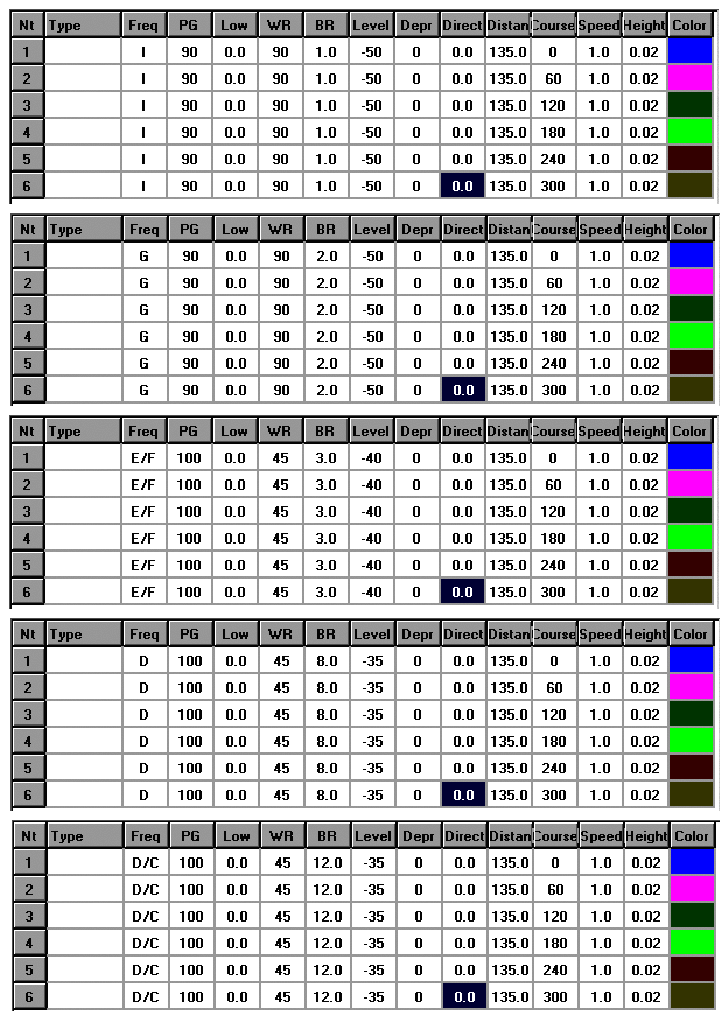 Nt Type Freq PG Low WR BR Level Depr Direct Distan Course Speed Height Color
1 I 90 0.0 90 1.0 -50 0 0.0 135.0 0 1.0 0.02
2 I 90 0.0 90 1.0 -50 0 0.0 135.0 60 1.0 0.02
3 I 90 0.0 90 1.0 -50 0 0.0 135.0 120 1.0 0.02
4 I 90 0.0 90 1.0 -50 0 0.0 135.0 180 1.0 0.02
5 I 90 0.0 90 1.0 -50 0 0.0 135.0 240 1.0 0.02
6 I 90 0.0 90 1.0 -50 0 0.0 135.0 300 1.0 0.02
Nt Type Freq PG Low WR BR Level Depr Direct Distan Course Speed Height Color
1 G 90 0.0 90 2.0 -50 0 0.0 135.0 0 1.0 0.02
2 G 90 0.0 90 2.0 -50 0 0.0 135.0 60 1.0 0.02
3 G 90 0.0 90 2.0 -50 0 0.0 135.0 120 1.0 0.02
4 G 90 0.0 90 2.0 -50 0 0.0 135.0 180 1.0 0.02
5 G 90 0.0 90 2.0 -50 0 0.0 135.0 240 1.0 0.02
6 G 90 0.0 90 2.0 -50 0 0.0 135.0 300 1.0 0.02
Nt Type Freq PG Low WR BR Level Depr Direct Distan Course Speed Height Color
1 E/F 100 0.0 45 3.0 -40 0 0.0 135.0 0 1.0 0.02
2 E/F 100 0.0 45 3.0 -40 0 0.0 135.0 60 1.0 0.02
3 E/F 100 0.0 45 3.0 -40 0 0.0 135.0 120 1.0 0.02
4 E/F 100 0.0 45 3.0 -40 0 0.0 135.0 180 1.0 0.02
5 E/F 100 0.0 45 3.0 -40 0 0.0 135.0 240 1.0 0.02
6 E/F 100 0.0 45 3.0 -40 0 0.0 135.0 300 1.0 0.02
Nt Type Freq PG Low WR BR Level Depr Direct Distan Course Speed Height Color
1 D 100 0.0 45 8.0 -35 0 0.0 135.0 0 1.0 0.02
2 D 100 0.0 45 8.0 -35 0 0.0 135.0 60 1.0 0.02
3 D 100 0.0 45 8.0 -35 0 0.0 135.0 120 1.0 0.02
4 D 100 0.0 45 8.0 -35 0 0.0 135.0 180 1.0 0.02
5 D 100 0.0 45 8.0 -35 0 0.0 135.0 240 1.0 0.02
6 D 100 0.0 45 8.0 -35 0 0.0 135.0 300 1.0 0.02
Nt Type Freq PG Low WR BR Level Depr Direct Distan Course Speed Height Color
1 D/C 100 0.0 45 12.0 -35 0 0.0 135.0 0 1.0 0.02
2 D/C 100 0.0 45 12.0 -35 0 0.0 135.0 60 1.0 0.02
3 D/C 100 0.0 45 12.0 -35 0 0.0 135.0 120 1.0 0.02
4 D/C 100 0.0 45 12.0 -35 0 0.0 135.0 180 1.0 0.02
5 D/C 100 0.0 45 12.0 -35 0 0.0 135.0 240 1.0 0.02
6 D/C 100 0.0 45 12.0 -35 0 0.0 135.0 300 1.0 0.02